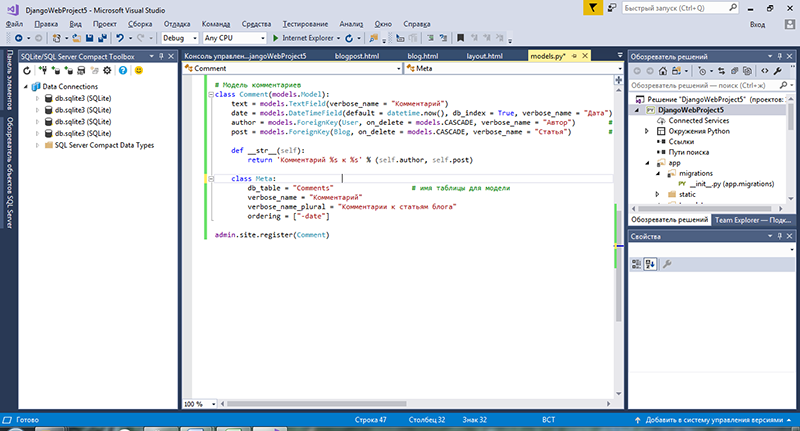 DjangoWebProject5 - Microsoft Visual Studio
Быстрый запуск (Ctrl+Q)
Файл Правка Вид Проект Сборка Отладка Команда Средства Тестирование Анализ Окно Справка
Вход
Debug Any CPU Internet Explorer
Панель элементов
Обозреватель объектов SQL Server
SQLite/SQL Server Compact Toolbox
Data Connections
db.sqlite3 (SQLite)
db.sqlite3 (SQLite)
db.sqlite3 (SQLite)
db.sqlite3 (SQLite)
SQL Server Compact Data Types
Консоль управлен...jangoWebProject5 blogpost.html blog.html layout.html models.py*
Comment Meta
# Модель комментариев
class Comment(models.Model):
text = models.TextField(verbose_name = "Комментарий")
date = models.DateTimeField(default = datetime.now(), db_index = True, verbose_name = "Дата")
author = models.ForeignKey(User, on_delete = models.CASCADE, verbose_name = "Автор") #
post = models.ForeignKey(Blog, on_delete = models.CASCADE, verbose_name = "Статья") #
def __str__(self):
return 'Комментарий %s к %s' % (self.author, self.post)
class Meta:
db_table = "Comments" # имя таблицы для модели
verbose_name = "Комментарий"
verbose_name_plural = "Комментарии к статьям блога"
ordering = ["-date"]
admin.site.register(Comment)
100 %
Обозреватель решений
Обозреватель решений — поиск (Ctrl+ж)
Решение "DjangoWebProject5" (проектов:
DjangoWebProject5
Connected Services
Окружения Python
Ссылки
Пути поиска
app
migrations
__init__.py (app.migrations)
static
Обозреватель решений Team Explorer — Подк...
Свойства
Готово Строка 47 Столбец 32 Знак 32 ВСТ Добавить в систему управления версиями